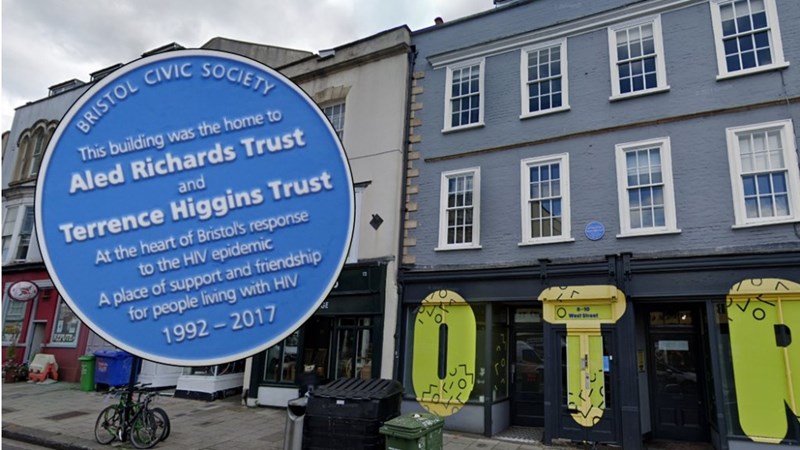 BRISTOL CIVIC SOCIETY
This building was the home to
Aled Richards Trust
and
Terrence Higgins Trust
At the heart of Bristol's response
to the HIV epidemic
A place of support and friendship
for people living with HIV
1992 – 2017
8-10
West Street